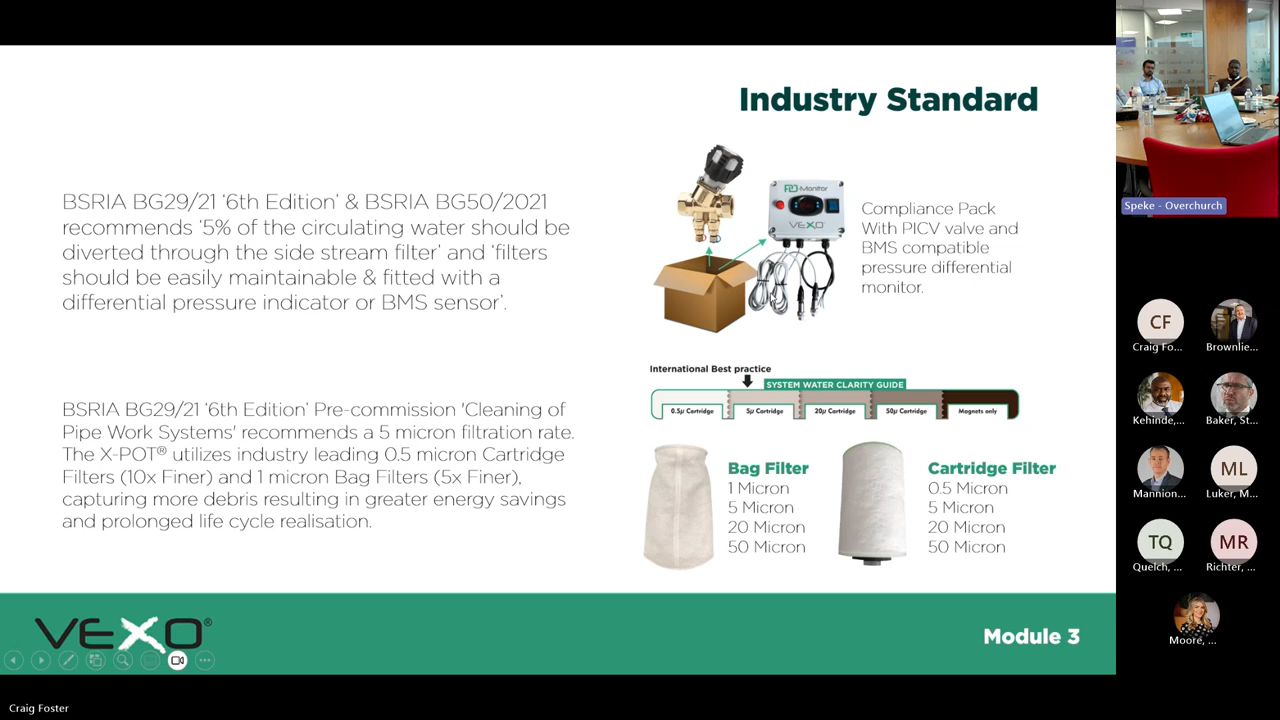 Industry Standard
BSRIA BG29/21 ‘6th Edition’ & BSRIA BG50/2021
recommends ‘5% of the circulating water should be
diverted through the side stream filter’ and ‘filters
should be easily maintainable & fitted with a
differential pressure indicator or BMS sensor’.
PD-Monitor
VEXO
Compliance Pack
With PICV valve and
BMS compatible
pressure differential
monitor.
International Best practice
SYSTEM WATER CLARITY GUIDE
0.5µ Cartridge
5µ Cartridge
20µ Cartridge
50µ Cartridge
Magnets only
BSRIA BG29/21 ‘6th Edition’ Pre-commission 'Cleaning of
Pipe Work Systems' recommends a 5 micron filtration rate.
The X-POT® utilizes industry leading 0.5 micron Cartridge
Filters (10x Finer) and 1 micron Bag Filters (5x Finer),
capturing more debris resulting in greater energy savings
and prolonged life cycle realisation.
Bag Filter
1 Micron
5 Micron
20 Micron
50 Micron
Cartridge Filter
0.5 Micron
5 Micron
20 Micron
50 Micron
VEXO®
Module 3
Craig Foster
Speke - Overchurch
CF
Craig Fo...
Brownlie...
Kehinde,...
Baker, St...
Mannion...
ML
Luker, M...
TQ
Quelch, ...
MR
Richter, ...
Moore, ...